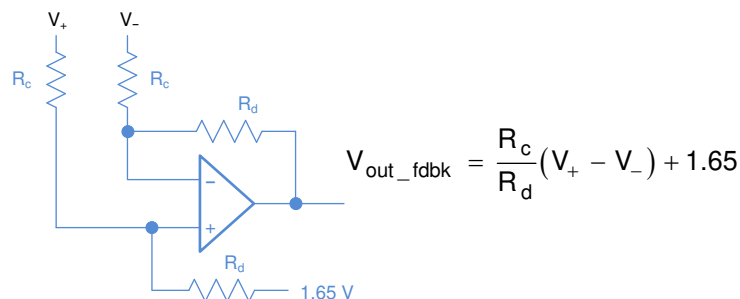 V+ V−
Rc Rc
Rd
−
+
Rd
1.65 V
Vout_fdbk = Rc/Rd (V+ − V−) + 1.65